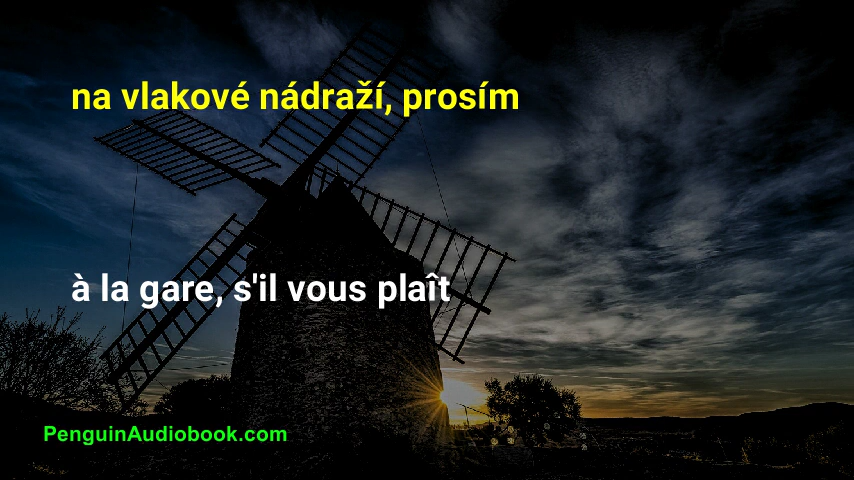 na vlakové nádraží, prosím
à la gare, s'il vous plaît
PenguinAudiobook.com